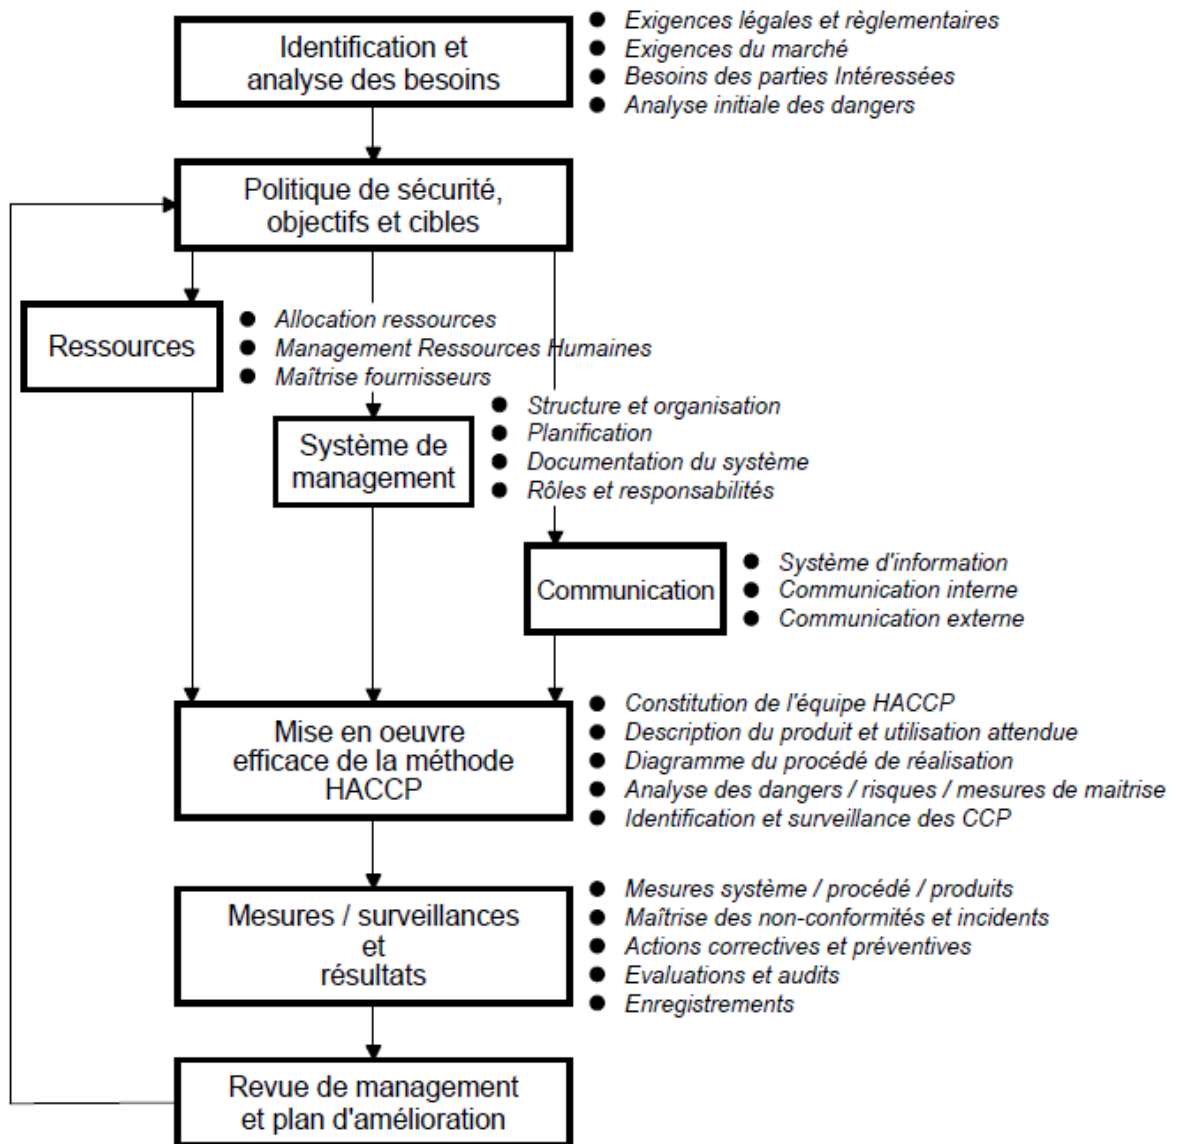 Identification et
analyse des besoins
● Exigences légales et règlementaires
● Exigences du marché
● Besoins des parties Intéressées
● Analyse initiale des dangers
Politique de sécurité,
objectifs et cibles
Ressources
● Allocation ressources
● Management Ressources Humaines
● Maîtrise fournisseurs
Système de
management
● Structure et organisation
● Planification
● Documentation du système
● Rôles et responsabilités
Communication
● Système d'information
● Communication interne
● Communication externe
Mise en oeuvre
efficace de la méthode
HACCP
● Constitution de l'équipe HACCP
● Description du produit et utilisation attendue
● Diagramme du procédé de réalisation
● Analyse des dangers / risques / mesures de maitrise
● Identification et surveillance des CCP
Mesures / surveillances
et
résultats
● Mesures système / procédé / produits
● Maîtrise des non-conformités et incidents
● Actions correctives et préventives
● Evaluations et audits
● Enregistrements
Revue de management
et plan d'amélioration